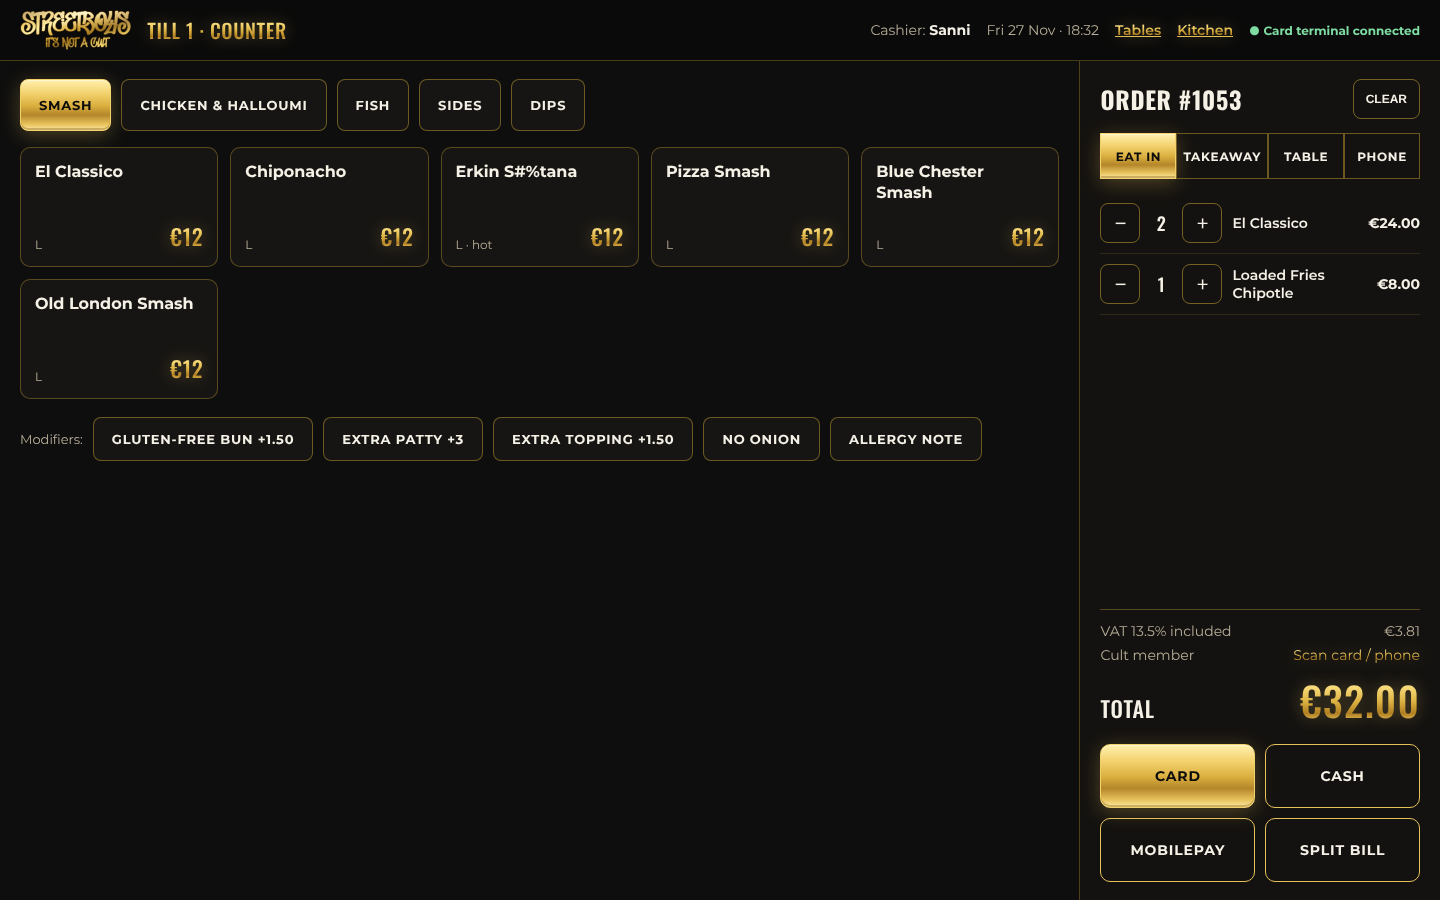 STREETBOYS
IT'S NOT A CULT
TILL 1 · COUNTER
Cashier: Sanni
Fri 27 Nov · 18:32
Tables
Kitchen
Card terminal connected
SMASH
CHICKEN & HALLOUMI
FISH
SIDES
DIPS
El Classico
L
€12
Chiponacho
L
€12
Erkin S#%tana
L · hot
€12
Pizza Smash
L
€12
Blue Chester
Smash
L
€12
Old London Smash
L
€12
Modifiers:
GLUTEN-FREE BUN +1.50
EXTRA PATTY +3
EXTRA TOPPING +1.50
NO ONION
ALLERGY NOTE
ORDER #1053
CLEAR
EAT IN
TAKEAWAY
TABLE
PHONE
− 2 + El Classico €24.00
− 1 + Loaded Fries
Chipotle €8.00
VAT 13.5% included €3.81
Cult member Scan card / phone
TOTAL €32.00
CARD
CASH
MOBILEPAY
SPLIT BILL